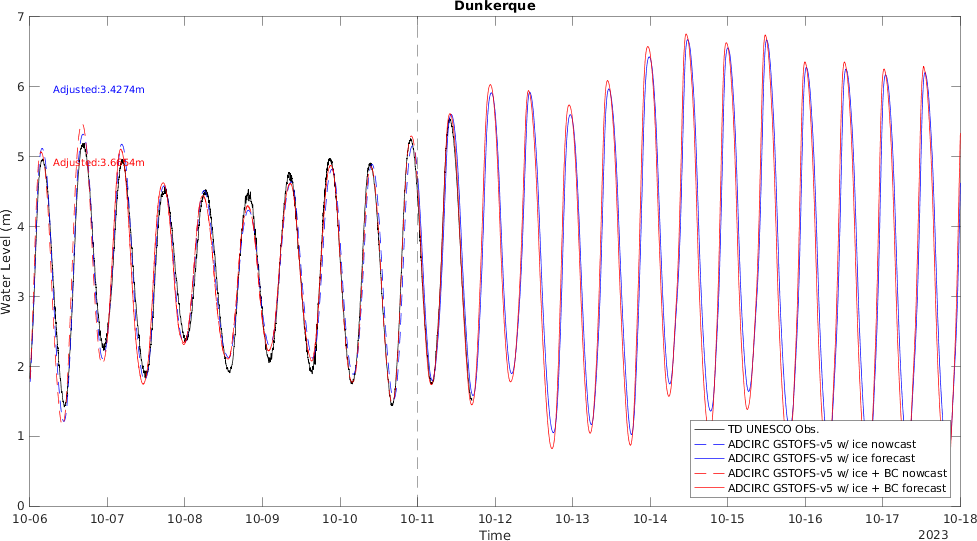 Dunkerque
7
6
5
4
3
2
1
0
Water Level (m)
Adjusted:3.4274m
TD UNESCO Obs.
ADCIRC GSTOFS-v5 w/ ice nowcast
ADCIRC GSTOFS-v5 w/ ice forecast
ADCIRC GSTOFS-v5 w/ ice + BC nowcast
ADCIRC GSTOFS-v5 w/ ice + BC forecast
10-06 10-07 10-08 10-09 10-10 10-11 10-12 10-13 10-14 10-15 10-16 10-17 10-18
Time
2023